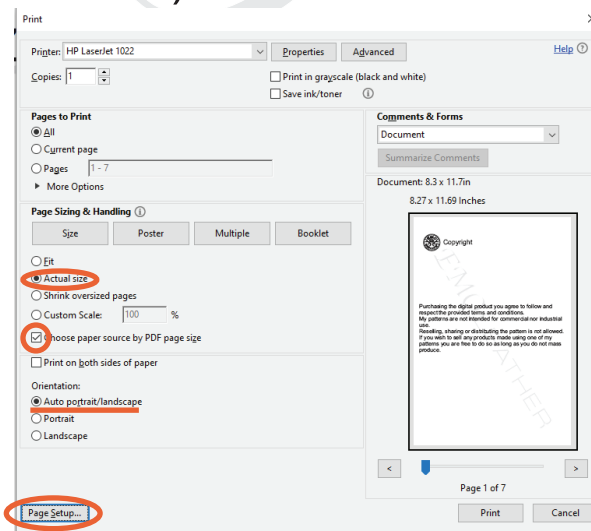 Print
Printer: HP LaserJet 1022 Properties Advanced Help
Copies: 1 Print in grayscale (black and white)
Save ink/toner
Pages to Print
All
Current page
Pages 1 - 7
More Options
Page Sizing & Handling
Size Poster Multiple Booklet
Fit
Actual size
Shrink oversized pages
Custom Scale: 100 %
Choose paper source by PDF page size
Print on both sides of paper
Orientation:
Auto portrait/landscape
Portrait
Landscape
Comments & Forms
Document
Summarize Comments
Document: 8.3 x 11.7in
8.27 x 11.69 Inches
Copyright
Purchasing the digital product you agree to follow and
respect the provided terms and conditions.
My patterns are not intended for commercial nor industrial
use.
Reselling, sharing or distributing the pattern is not allowed.
If you wish to sell any products made using one of my
patterns you are free to do so as long as you do not mass
produce.
< >
Page 1 of 7
Page Setup... Print Cancel